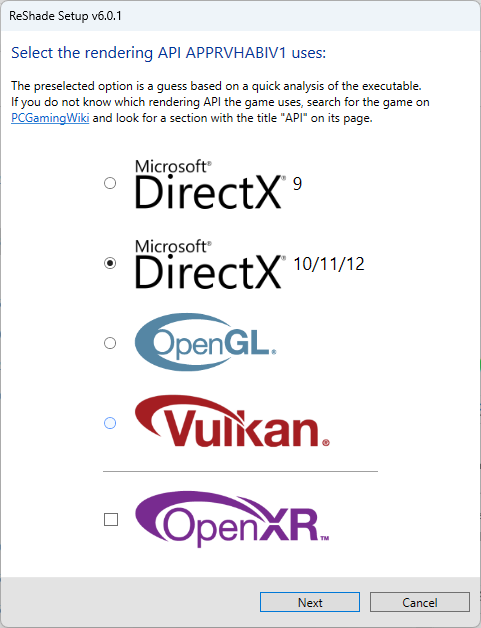 ReShade Setup v6.0.1
Select the rendering API APPRVHABIV1 uses:
The preselected option is a guess based on a quick analysis of the executable.
If you do not know which rendering API the game uses, search for the game on
PCGamingWiki and look for a section with the title "API" on its page.
Microsoft®
DirectX® 9
Microsoft®
DirectX® 10/11/12
OpenGL®
Vulkan®
OpenXR™
Next Cancel